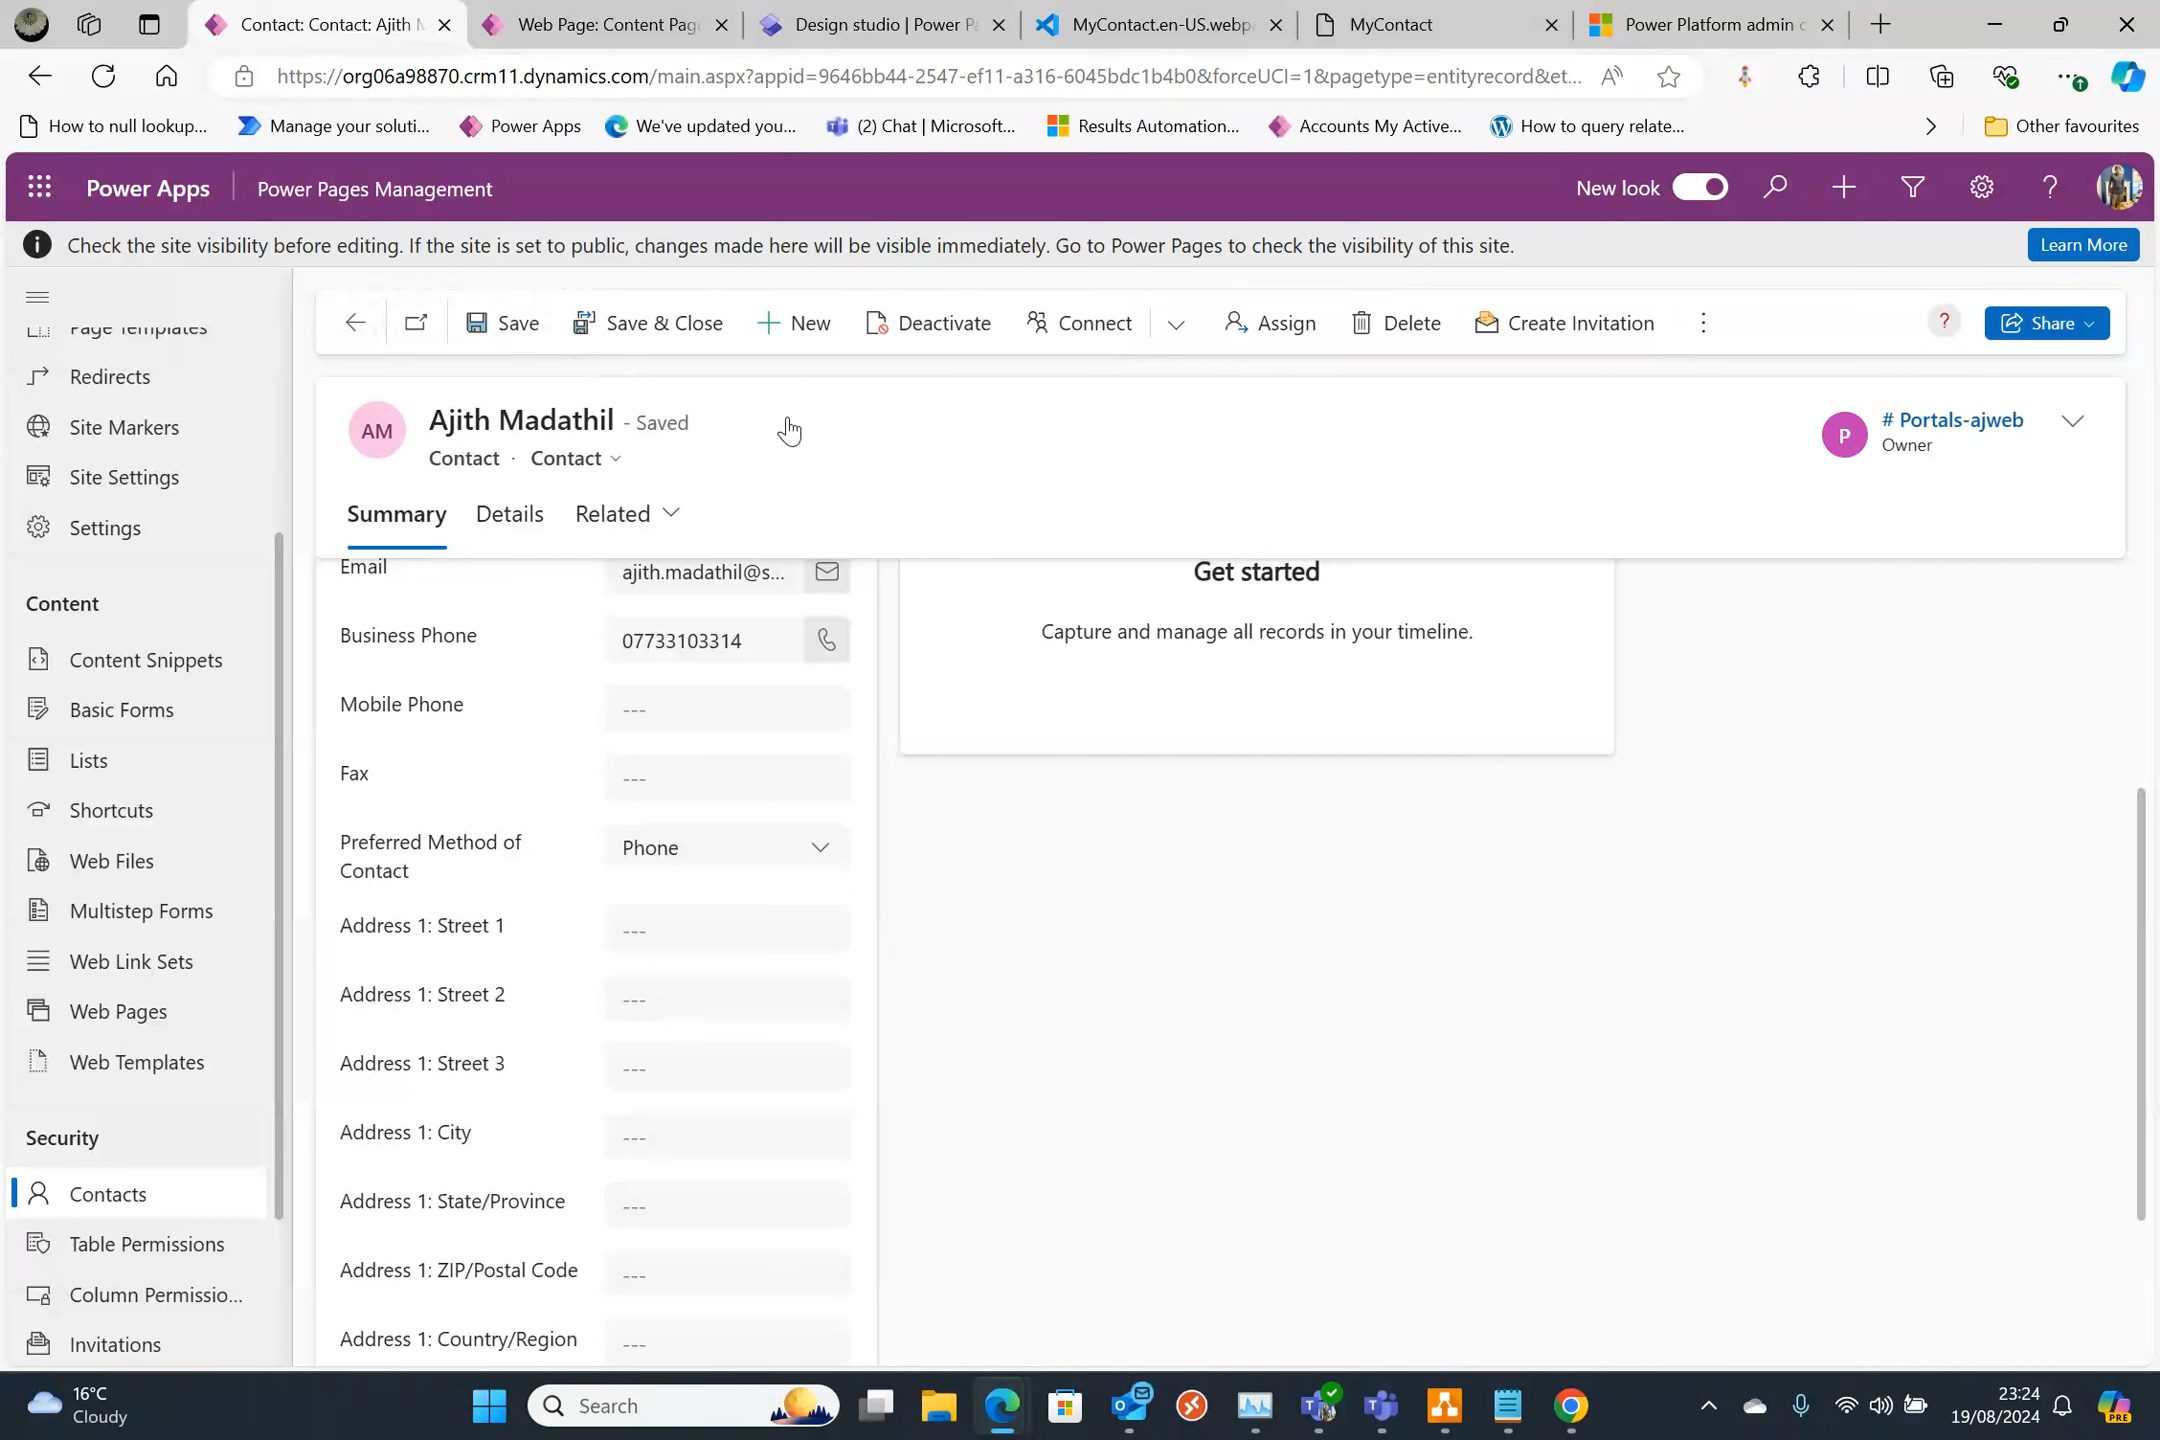 Contact: Contact: Ajith M
Web Page: Content Page
Design studio | Power Pa
MyContact.en-US.webpa
MyContact
Power Platform admin c
https://org06a98870.crm11.dynamics.com/main.aspx?appid=9646bb44-2547-ef11-a316-6045bdc1b4b0&forceUCI=1&pagetype=entityrecord&et...
How to null lookup...
Manage your soluti...
Power Apps
We've updated you...
(2) Chat | Microsoft...
Results Automation...
Accounts My Active...
How to query relate...
Other favourites
Power Apps
Power Pages Management
New look
Check the site visibility before editing. If the site is set to public, changes made here will be visible immediately. Go to Power Pages to check the visibility of this site.
Learn More
Page Templates
Redirects
Site Markers
Site Settings
Settings
Content
Content Snippets
Basic Forms
Lists
Shortcuts
Web Files
Multistep Forms
Web Link Sets
Web Pages
Web Templates
Security
Contacts
Table Permissions
Column Permissio...
Invitations
Save
Save & Close
New
Deactivate
Connect
Assign
Delete
Create Invitation
?
Share
AM
Ajith Madathil - Saved
Contact · Contact
P
# Portals-ajweb
Owner
Summary
Details
Related
Email
ajith.madathil@s...
Business Phone
07733103314
Mobile Phone
---
Fax
---
Preferred Method of
Contact
Phone
Address 1: Street 1
---
Address 1: Street 2
---
Address 1: Street 3
---
Address 1: City
---
Address 1: State/Province
---
Address 1: ZIP/Postal Code
---
Address 1: Country/Region
---
Get started
Capture and manage all records in your timeline.
16°C
Cloudy
Search
23:24
19/08/2024
PRE